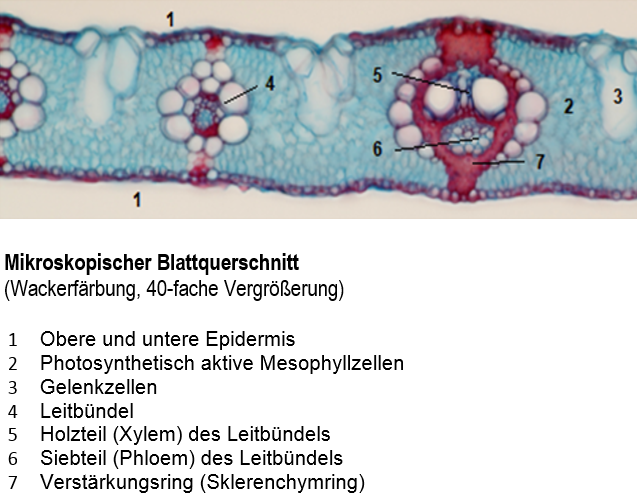 1
4
5
2
3
6
7
1
Mikroskopischer Blattquerschnitt
(Wackerfärbung, 40-fache Vergrößerung)
1 Obere und untere Epidermis
2 Photosynthetisch aktive Mesophyllzellen
3 Gelenkzellen
4 Leitbündel
5 Holzteil (Xylem) des Leitbündels
6 Siebteil (Phloem) des Leitbündels
7 Verstärkungsring (Sklerenchymring)